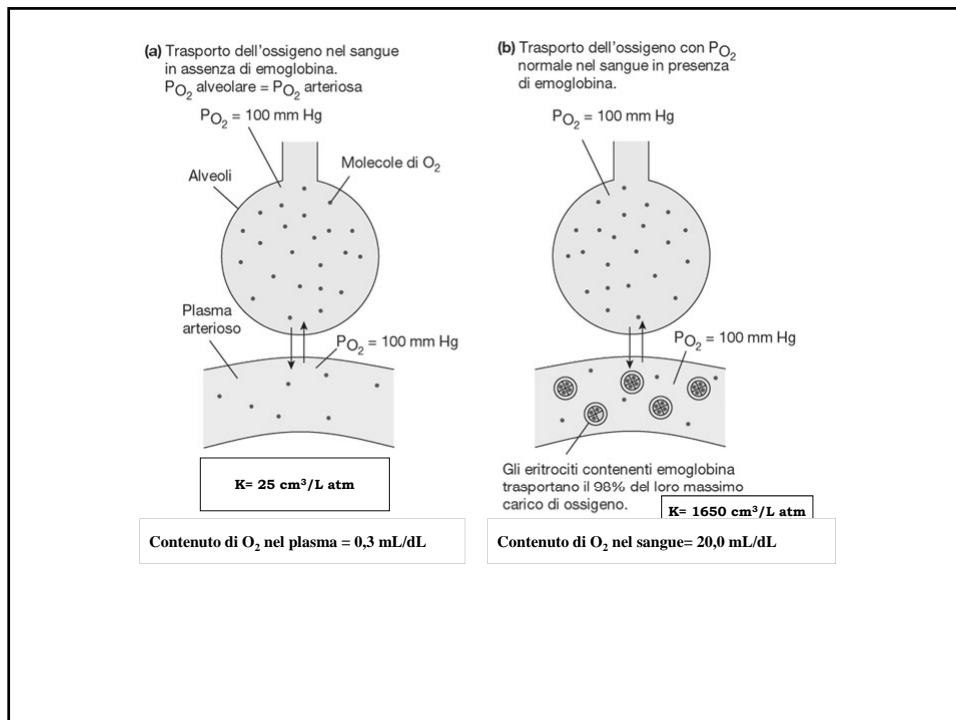 (a) Trasporto dell'ossigeno nel sangue
in assenza di emoglobina.
PO₂ alveolare = PO₂ arteriosa
PO₂ = 100 mm Hg
Molecole di O₂
Alveoli
Plasma
arterioso
PO₂ = 100 mm Hg
K= 25 cm³/L atm
Contenuto di O₂ nel plasma = 0,3 mL/dL
(b) Trasporto dell'ossigeno con PO₂
normale nel sangue in presenza
di emoglobina.
PO₂ = 100 mm Hg
PO₂ = 100 mm Hg
Gli eritrociti contenenti emoglobina
trasportano il 98% del loro massimo
carico di ossigeno.
K= 1650 cm³/L atm
Contenuto di O₂ nel sangue= 20,0 mL/dL